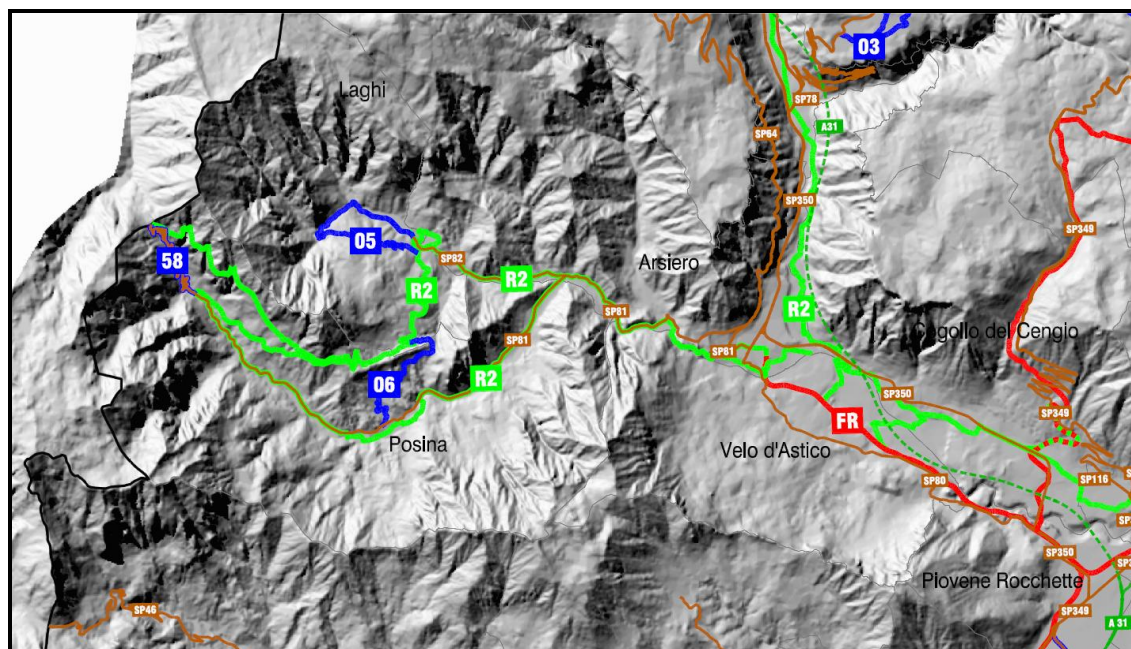 03
Laghi
SP78
A31
SP64
SP350
SP349
05
58
SP82
R2
R2
Arsiero
SP81
R2
SP81
Cogollo del Cengio
SP81
R2
06
SP350
FR
SP349
Posina
Velo d'Astico
SP80
SP116
SP350
Piovene Rocchette
SP46
SP349
A 31